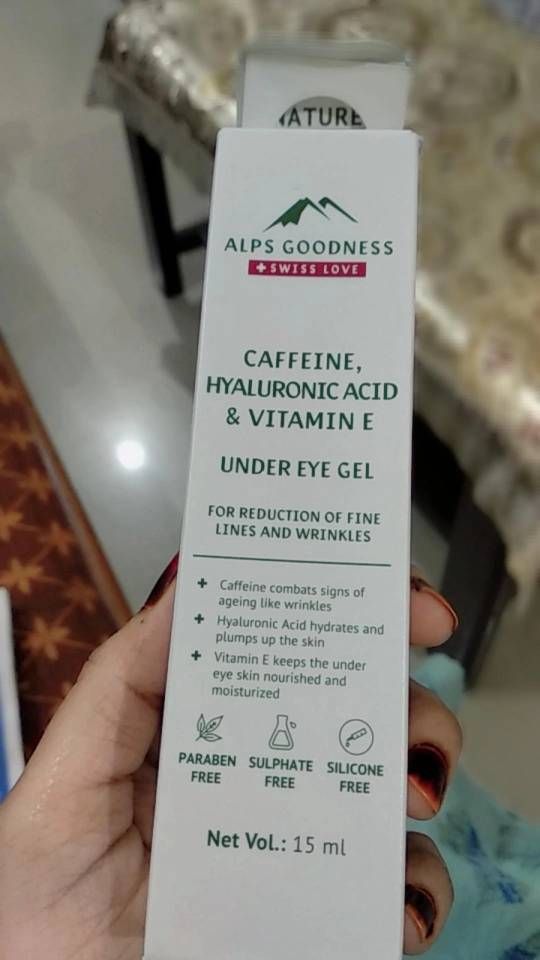 NATURE
ALPS GOODNESS
SWISS LOVE
CAFFEINE,
HYALURONIC ACID
& VITAMIN E
UNDER EYE GEL
FOR REDUCTION OF FINE
LINES AND WRINKLES
+ Caffeine combats signs of
ageing like wrinkles
+ Hyaluronic Acid hydrates and
plumps up the skin
+ Vitamin E keeps the under
eye skin nourished and
moisturized
PARABEN SULPHATE SILICONE
FREE FREE FREE
Net Vol.: 15 ml